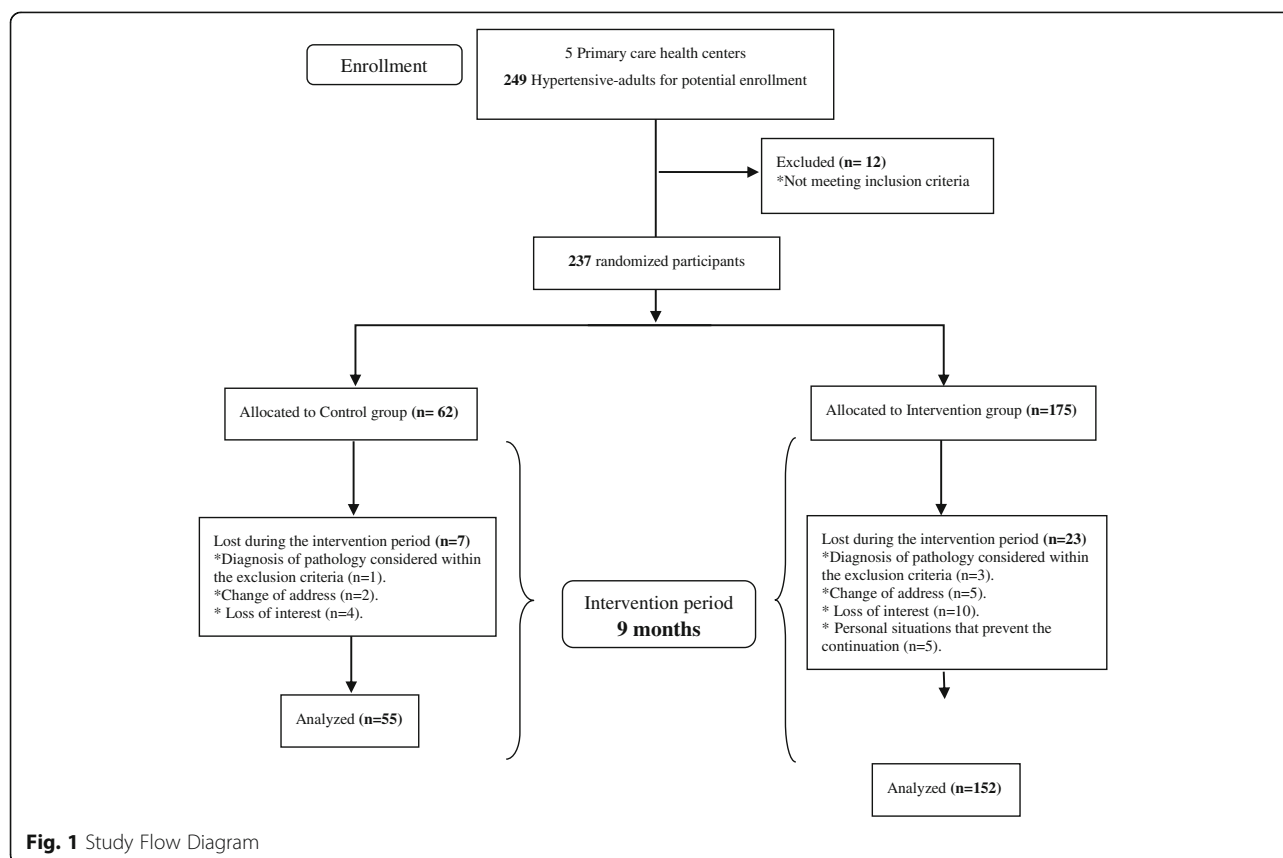 Enrollment
5 Primary care health centers
249 Hypertensive-adults for potential enrollment
Excluded (n= 12)
*Not meeting inclusion criteria
237 randomized participants
Allocated to Control group (n= 62)
Allocated to Intervention group (n=175)
Lost during the intervention period (n=7)
*Diagnosis of pathology considered within
the exclusion criteria (n=1).
*Change of address (n=2).
* Loss of interest (n=4).
Intervention period
9 months
Lost during the intervention period (n=23)
*Diagnosis of pathology considered within
the exclusion criteria (n=3).
*Change of address (n=5).
* Loss of interest (n=10).
* Personal situations that prevent the
continuation (n=5).
Analyzed (n=55)
Analyzed (n=152)
Fig. 1 Study Flow Diagram